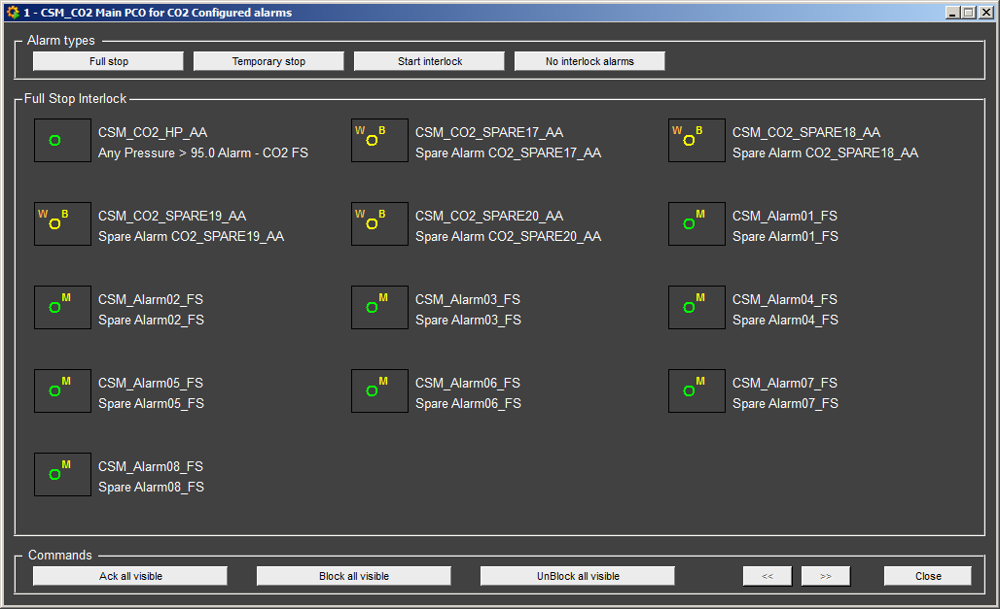 1 - CSM_CO2 Main PCO for CO2 Configured alarms
Alarm types
Full stop
Temporary stop
Start interlock
No interlock alarms
Full Stop Interlock
CSM_CO2_HP_AA
Any Pressure > 95.0 Alarm - CO2 FS
W B
CSM_CO2_SPARE17_AA
Spare Alarm CO2_SPARE17_AA
W B
CSM_CO2_SPARE18_AA
Spare Alarm CO2_SPARE18_AA
W B
CSM_CO2_SPARE19_AA
Spare Alarm CO2_SPARE19_AA
W B
CSM_CO2_SPARE20_AA
Spare Alarm CO2_SPARE20_AA
M
CSM_Alarm01_FS
Spare Alarm01_FS
M
CSM_Alarm02_FS
Spare Alarm02_FS
M
CSM_Alarm03_FS
Spare Alarm03_FS
M
CSM_Alarm04_FS
Spare Alarm04_FS
M
CSM_Alarm05_FS
Spare Alarm05_FS
M
CSM_Alarm06_FS
Spare Alarm06_FS
M
CSM_Alarm07_FS
Spare Alarm07_FS
M
CSM_Alarm08_FS
Spare Alarm08_FS
Commands
Ack all visible
Block all visible
UnBlock all visible
<<
>>
Close